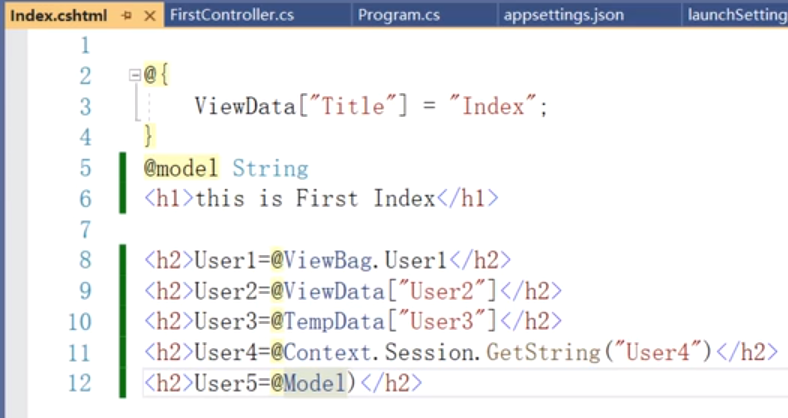 Index.cshtml FirstController.cs Program.cs appsettings.json launchSetting
1
2 @{
3 ViewData["Title"] = "Index";
4 }
5 @model String
6 <h1>this is First Index</h1>
7
8 <h2>User1=@ViewBag.User1</h2>
9 <h2>User2=@ViewData["User2"]</h2>
10 <h2>User3=@TempData["User3"]</h2>
11 <h2>User4=@Context.Session.GetString("User4")</h2>
12 <h2>User5=@Model)</h2>